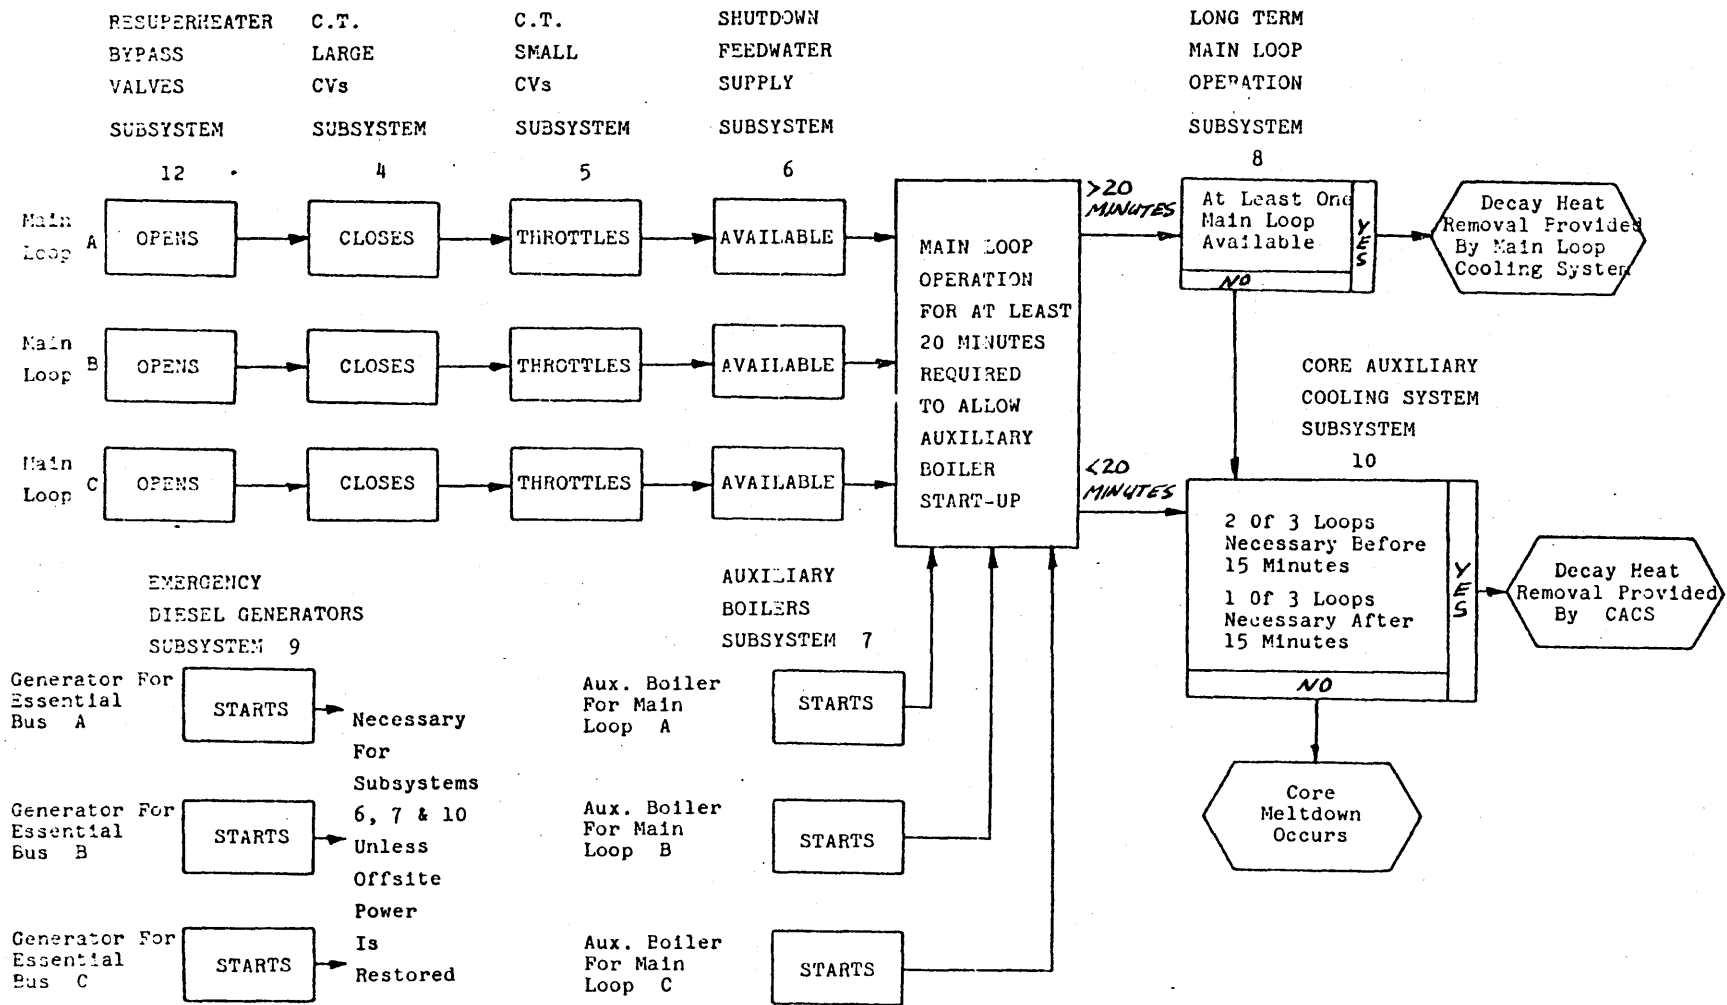 RESUPERHEATER
BYPASS
VALVES
SUBSYSTEM
12
C.T.
LARGE
CVs
SUBSYSTEM
4
C.T.
SMALL
CVs
SUBSYSTEM
5
SHUTDOWN
FEEDWATER
SUPPLY
SUBSYSTEM
6
LONG TERM
MAIN LOOP
OPERATION
SUBSYSTEM
8
Main
Loop A
OPENS
CLOSES
THROTTLES
AVAILABLE
Main
Loop B
OPENS
CLOSES
THROTTLES
AVAILABLE
Main
Loop C
OPENS
CLOSES
THROTTLES
AVAILABLE
MAIN LOOP
OPERATION
FOR AT LEAST
20 MINUTES
REQUIRED
TO ALLOW
AUXILIARY
BOILER
START-UP
>20
MINUTES
At Least One
Main Loop
Available
YES
NO
Decay Heat
Removal Provided
By Main Loop
Cooling System
<20
MINUTES
CORE AUXILIARY
COOLING SYSTEM
SUBSYSTEM
10
2 Of 3 Loops
Necessary Before
15 Minutes
1 Of 3 Loops
Necessary After
15 Minutes
YES
NO
Decay Heat
Removal Provided
By CACS
Core
Meltdown
Occurs
EMERGENCY
DIESEL GENERATORS
SUBSYSTEM 9
Generator For
Essential
Bus A
STARTS
Generator For
Essential
Bus B
STARTS
Generator For
Essential
Bus C
STARTS
Necessary
For
Subsystems
6, 7 & 10
Unless
Offsite
Power
Is
Restored
AUXILIARY
BOILERS
SUBSYSTEM 7
Aux. Boiler
For Main
Loop A
STARTS
Aux. Boiler
For Main
Loop B
STARTS
Aux. Boiler
For Main
Loop C
STARTS